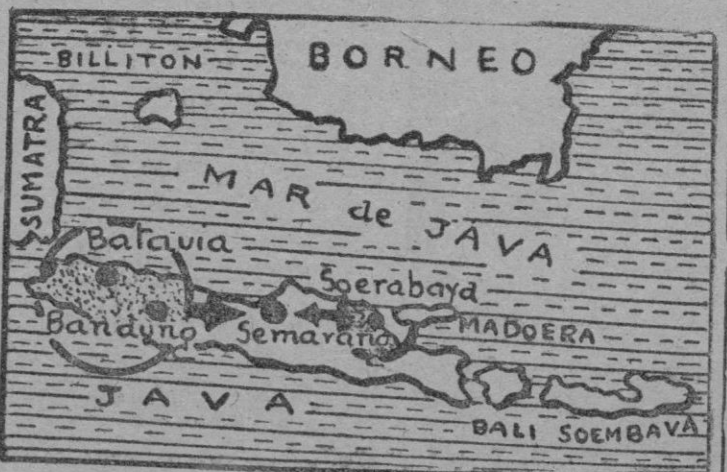 BORNEO
BILLITON
SUMATRA
MAR de JAVA
Batavia
Soerabaya
Bandung
Semarang
MADOERA
JAVA
BALI SOEMBAVA